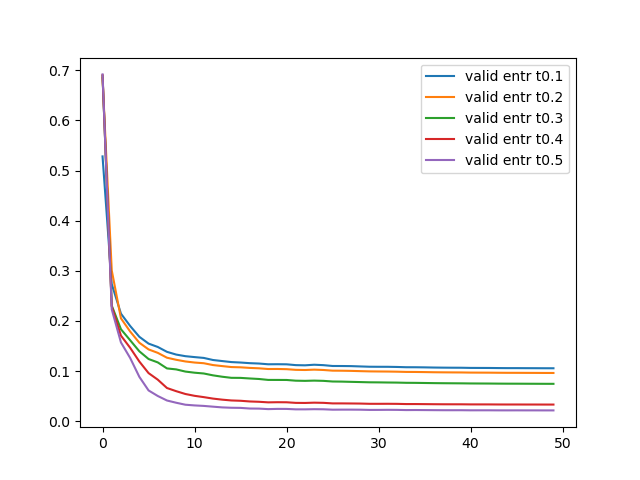 0.7
0.6
0.5
0.4
0.3
0.2
0.1
0.0
0 10 20 30 40 50
valid entr t0.1
valid entr t0.2
valid entr t0.3
valid entr t0.4
valid entr t0.5